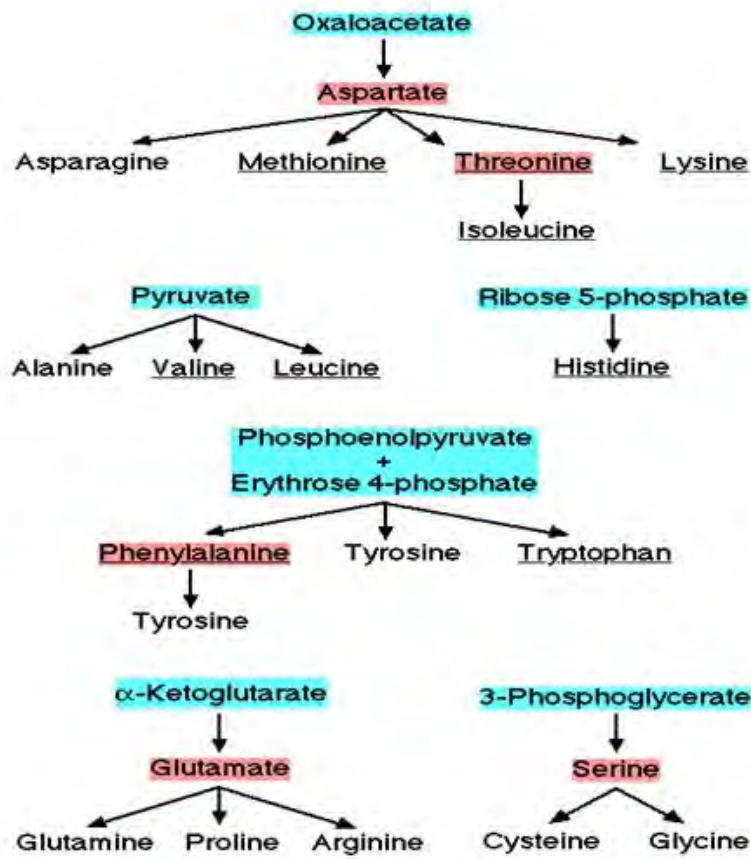 Oxaloacetate
Aspartate
Asparagine Methionine Threonine Lysine
Isoleucine
Pyruvate Ribose 5-phosphate
Alanine Valine Leucine Histidine
Phosphoenolpyruvate
+
Erythrose 4-phosphate
Phenylalanine Tyrosine Tryptophan
Tyrosine
α-Ketoglutarate 3-Phosphoglycerate
Glutamate Serine
Glutamine Proline Arginine Cysteine Glycine